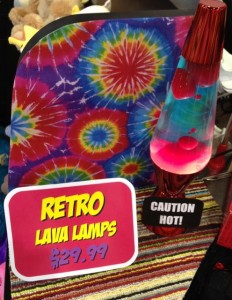 RETRO
LAVA LAMPS
$29.99
CAUTION
HOT!